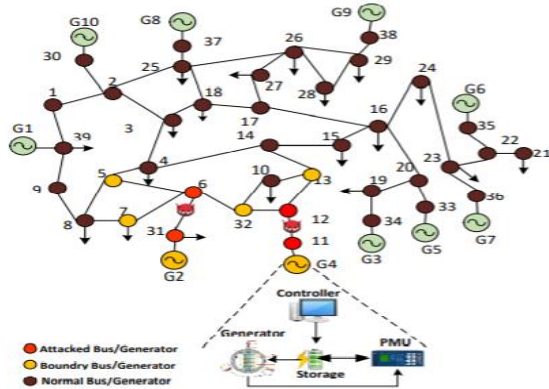 G10
G8
G9
30
25
37
26
38
24
1
2
27
28
29
G6
G1
39
3
18
17
16
35
14
15
22
21
9
4
5
6
10
13
20
23
8
7
32
12
19
36
31
11
34
33
G2
G4
G3
G5
G7
Controller
Generator
PMU
Storage
Attacked Bus/Generator
Boundry Bus/Generator
Normal Bus/Generator